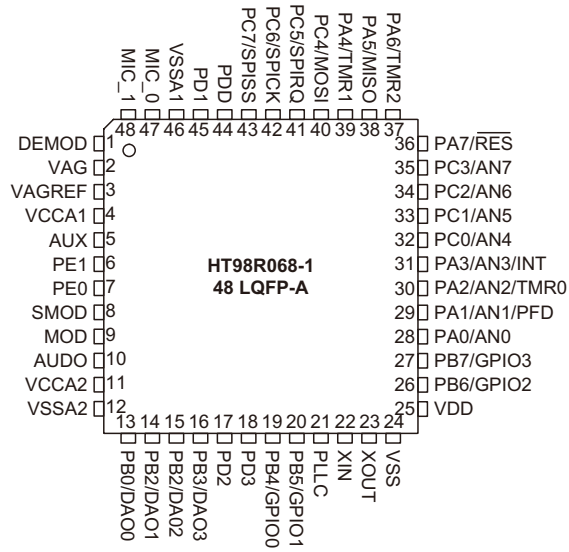 MIC_1
MIC_0
VSSA1
PD1
PDD
PC7/SPISS
PC6/SPICK
PC5/SPIRQ
PC4/MOSI
PA4/TMR1
PA5/MISO
PA6/TMR2
48 47 46 45 44 43 42 41 40 39 38 37
DEMOD 1
VAG 2
VAGREF 3
VCCA1 4
AUX 5
PE1 6
PE0 7
SMOD 8
MOD 9
AUDO 10
VCCA2 11
VSSA2 12
HT98R068-1
48 LQFP-A
36 PA7/RES
35 PC3/AN7
34 PC2/AN6
33 PC1/AN5
32 PC0/AN4
31 PA3/AN3/INT
30 PA2/AN2/TMR0
29 PA1/AN1/PFD
28 PA0/AN0
27 PB7/GPIO3
26 PB6/GPIO2
25 VDD
13 14 15 16 17 18 19 20 21 22 23 24
PB0/DAO0
PB2/DAO1
PB2/DA02
PB3/DAO3
PD2
PD3
PB4/GPIO0
PB5/GPIO1
PLLC
XIN
XOUT
VSS